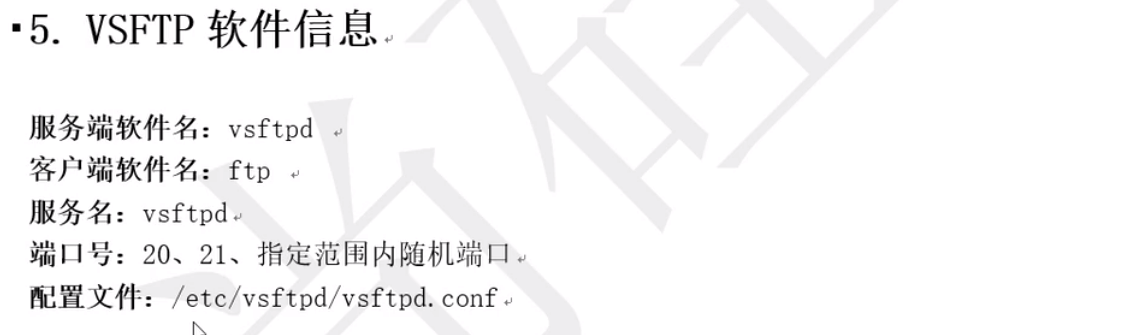 ▪5. VSFTP 软件信息
服务端软件名：vsftpd
客户端软件名：ftp
服务名：vsftpd
端口号：20、21、指定范围内随机端口
配置文件：/etc/vsftpd/vsftpd.conf